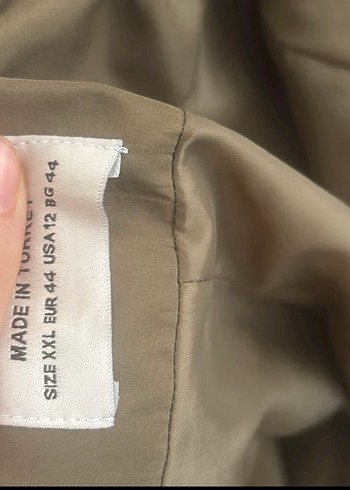 MADE IN TURKEY
SIZE XXL EUR 44 USA 12 BG 44